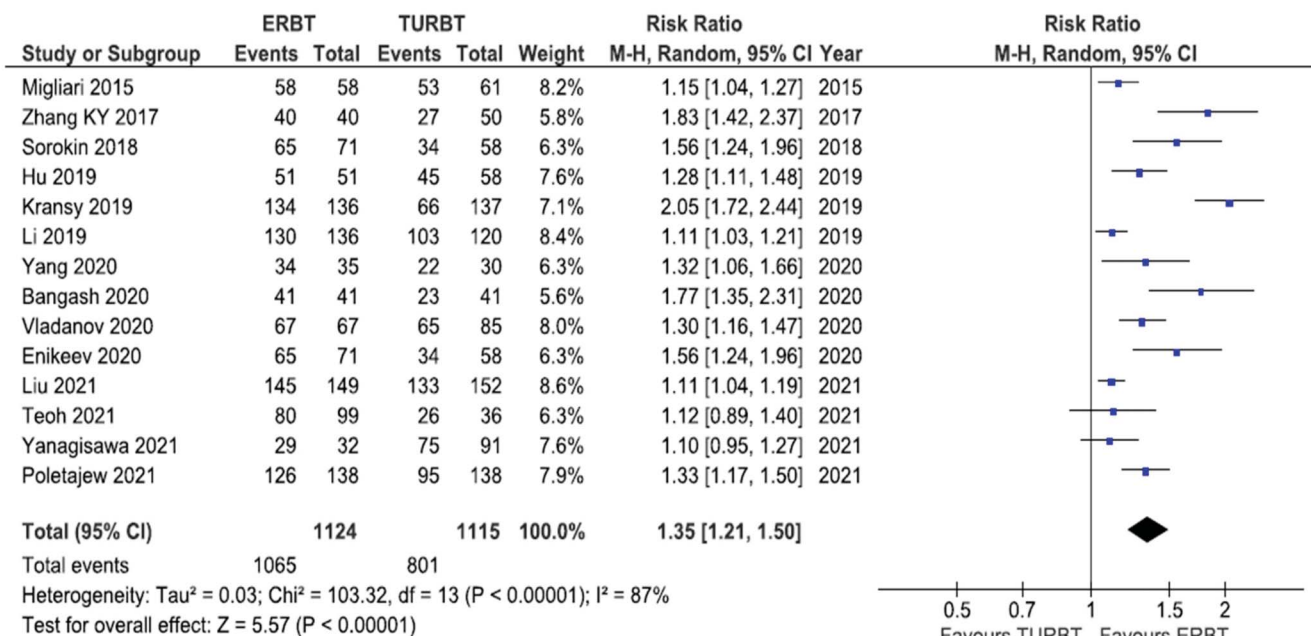 ERBT TURBT Risk Ratio Risk Ratio
Study or Subgroup Events Total Events Total Weight M-H, Random, 95% CI Year M-H, Random, 95% CI
Migliari 2015 58 58 53 61 8.2% 1.15 [1.04, 1.27] 2015
Zhang KY 2017 40 40 27 50 5.8% 1.83 [1.42, 2.37] 2017
Sorokin 2018 65 71 34 58 6.3% 1.56 [1.24, 1.96] 2018
Hu 2019 51 51 45 58 7.6% 1.28 [1.11, 1.48] 2019
Kransy 2019 134 136 66 137 7.1% 2.05 [1.72, 2.44] 2019
Li 2019 130 136 103 120 8.4% 1.11 [1.03, 1.21] 2019
Yang 2020 34 35 22 30 6.3% 1.32 [1.06, 1.66] 2020
Bangash 2020 41 41 23 41 5.6% 1.77 [1.35, 2.31] 2020
Vladanov 2020 67 67 65 85 8.0% 1.30 [1.16, 1.47] 2020
Enikeev 2020 65 71 34 58 6.3% 1.56 [1.24, 1.96] 2020
Liu 2021 145 149 133 152 8.6% 1.11 [1.04, 1.19] 2021
Teoh 2021 80 99 26 36 6.3% 1.12 [0.89, 1.40] 2021
Yanagisawa 2021 29 32 75 91 7.6% 1.10 [0.95, 1.27] 2021
Poletajew 2021 126 138 95 138 7.9% 1.33 [1.17, 1.50] 2021
Total (95% CI) 1124 1115 100.0% 1.35 [1.21, 1.50]
Total events 1065 801
Heterogeneity: Tau² = 0.03; Chi² = 103.32, df = 13 (P < 0.00001); I² = 87%
Test for overall effect: Z = 5.57 (P < 0.00001)
0.5 0.7 1 1.5 2
Favours TURBT Favours ERBT